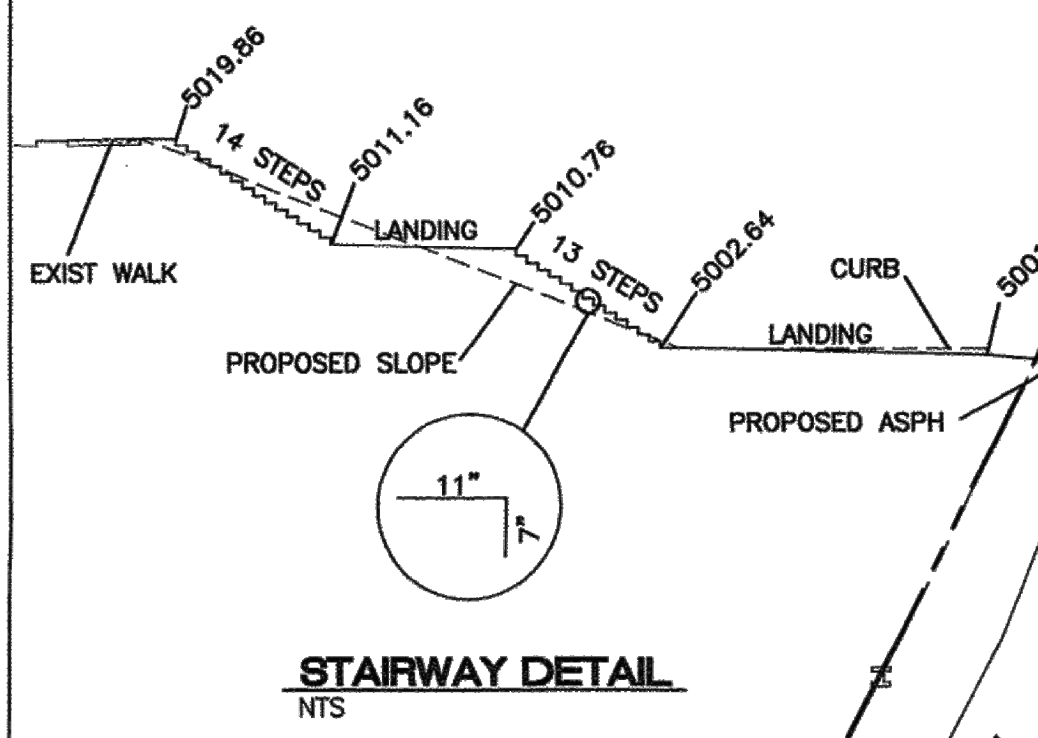 5019.86
14 STEPS
5011.16
5010.76
LANDING
13 STEPS
5002.64
EXIST WALK
CURB
LANDING
PROPOSED SLOPE
PROPOSED ASPH
11"
7"
STAIRWAY DETAIL
NTS